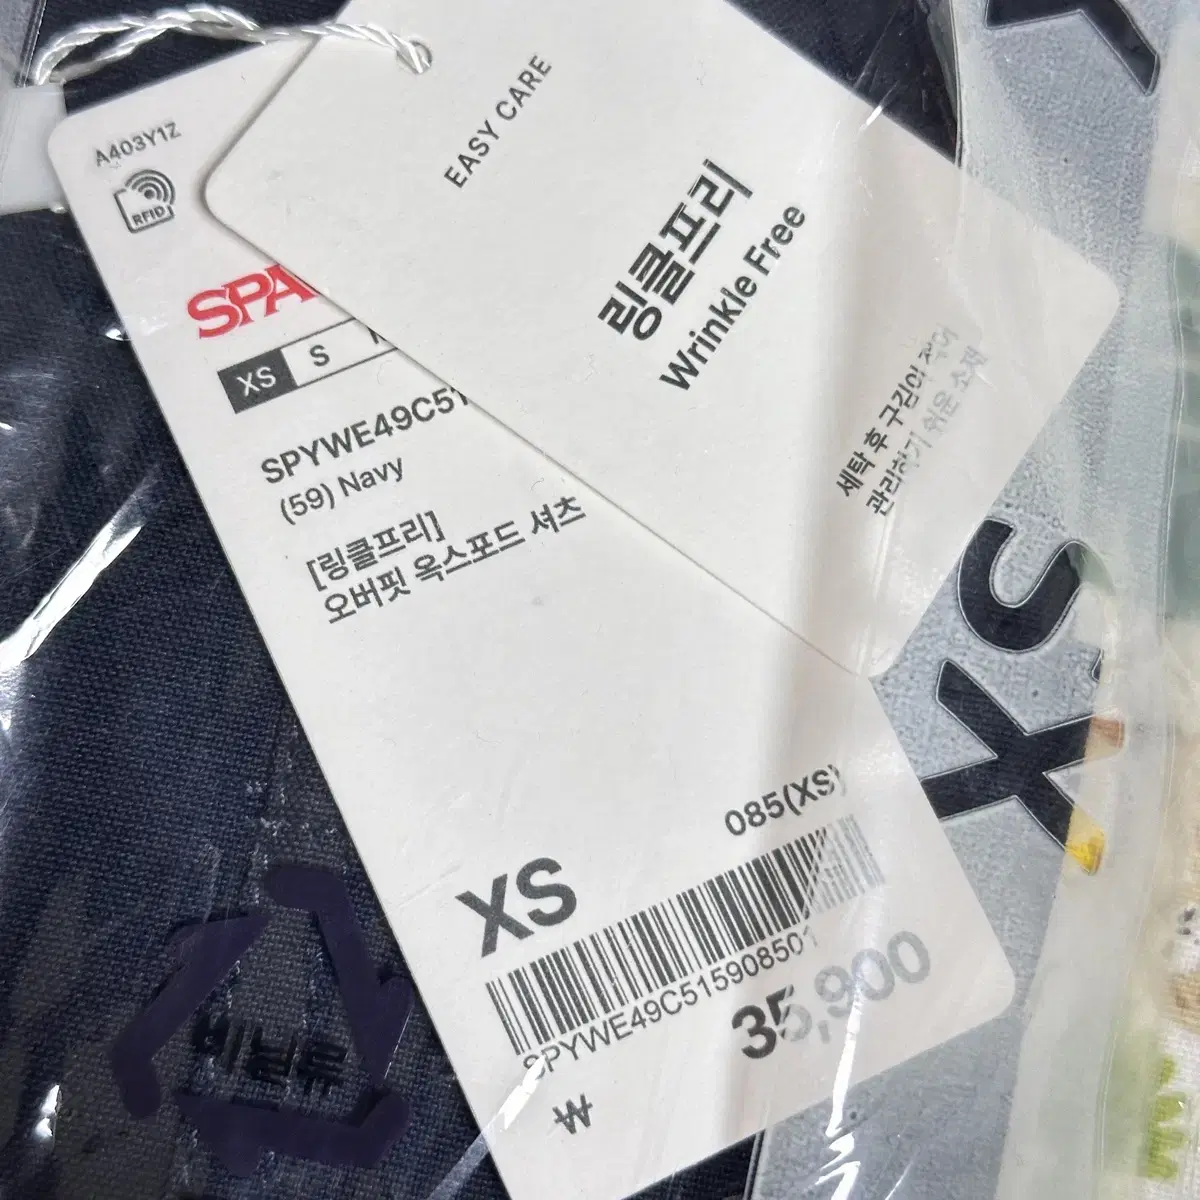 A403Y1Z
RFID
SPA
XS S
SPYWE49C51
(59) Navy
[링클프리]
오버핏 옥스포드 셔츠
085(XS)
XS
SPYWE49C515908501
35,900
₩
EASY CARE
링클프리
Wrinkle Free
세탁 후 구김이 적어
관리하기 쉬운 소재
XS
비닐류